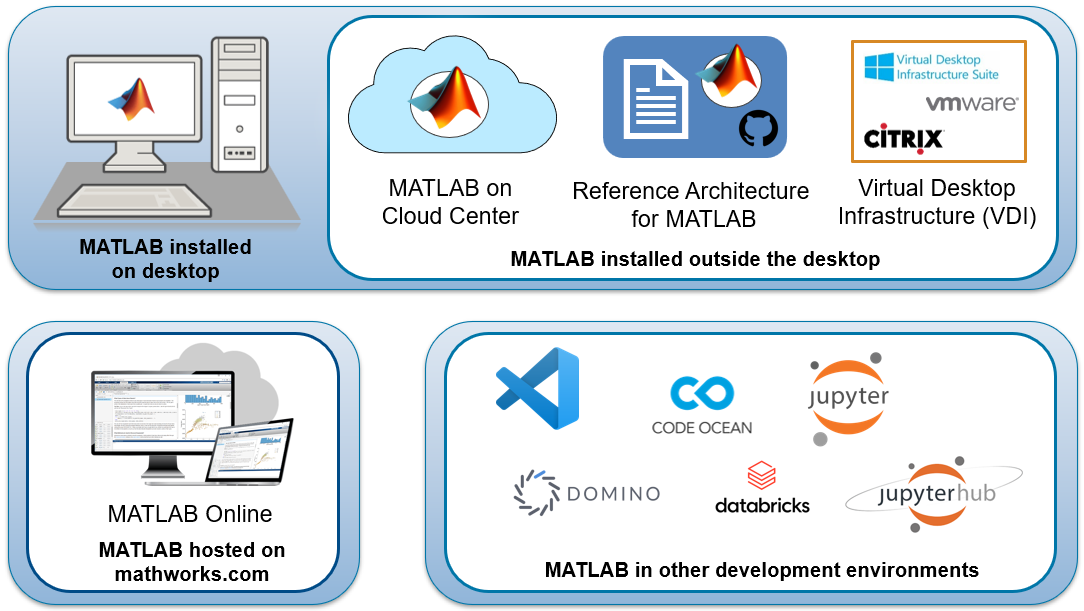 Virtual Desktop
Infrastructure Suite
vmware®
CITRIX
MATLAB on
Cloud Center
Reference Architecture
for MATLAB
Virtual Desktop
Infrastructure (VDI)
MATLAB installed
on desktop
MATLAB installed outside the desktop
MATLAB Online
MATLAB hosted on
mathworks.com
CODE OCEAN
jupyter
DOMINO
databricks
jupyterhub
MATLAB in other development environments